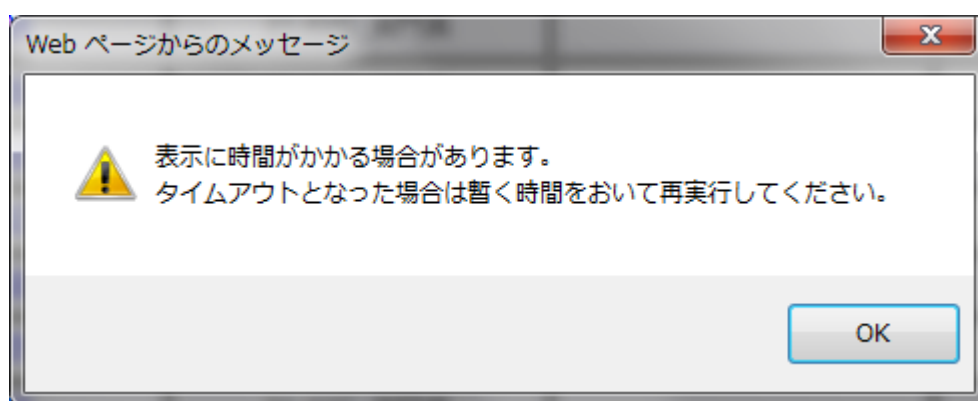 Web ページからのメッセージ
表示に時間がかかる場合があります。
タイムアウトとなった場合は暫く時間をおいて再実行してください。
OK